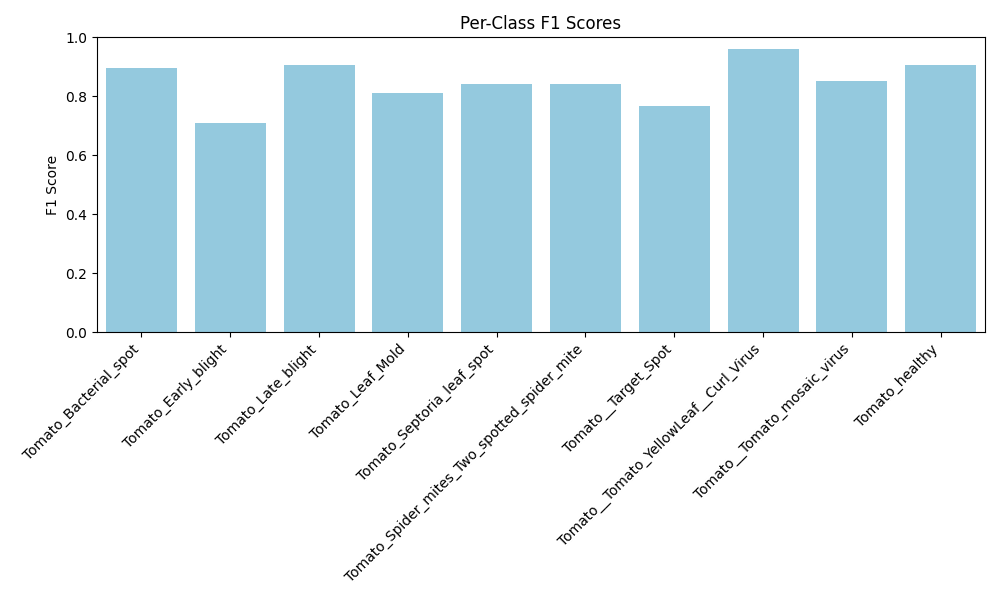 Per-Class F1 Scores
F1 Score
1.0
0.8
0.6
0.4
0.2
0.0
Tomato_Bacterial_spot
Tomato_Early_blight
Tomato_Late_blight
Tomato_Leaf_Mold
Tomato_Septoria_leaf_spot
Tomato_Spider_mites_Two_spotted_spider_mite
Tomato__Target_Spot
Tomato__Tomato_YellowLeaf__Curl_Virus
Tomato__Tomato_mosaic_virus
Tomato_healthy